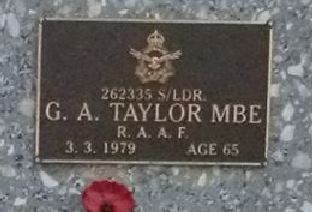 262335 S/LDR.
G. A. TAYLOR MBE
R. A. A. F.
3. 3. 1979 AGE 65